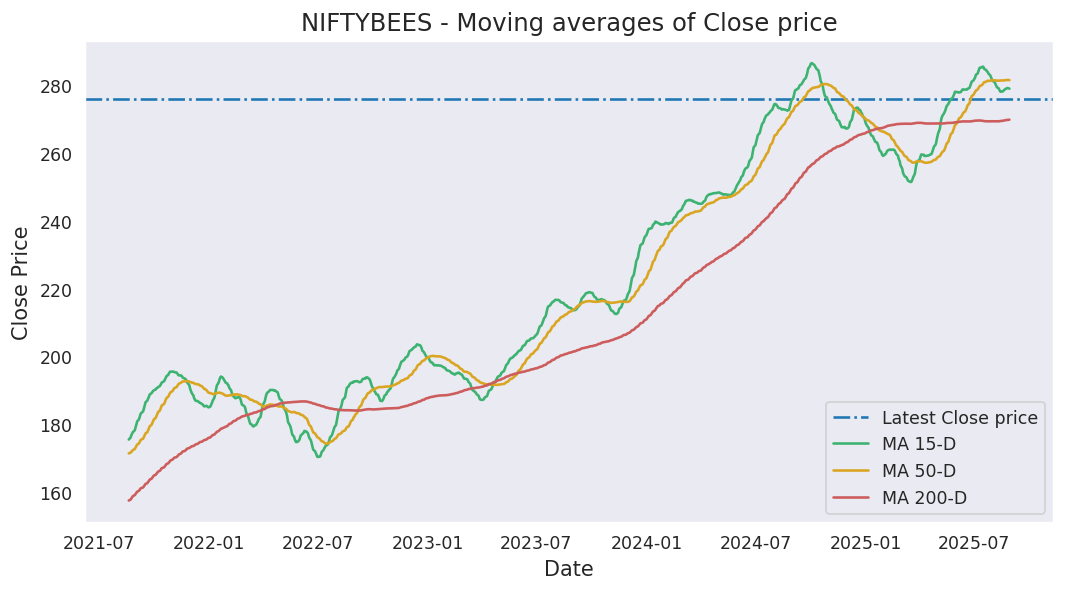 NIFTYBEES - Moving averages of Close price
Close Price
280
260
240
220
200
180
160
2021-07 2022-01 2022-07 2023-01 2023-07 2024-01 2024-07 2025-01 2025-07
Date
Latest Close price
MA 15-D
MA 50-D
MA 200-D